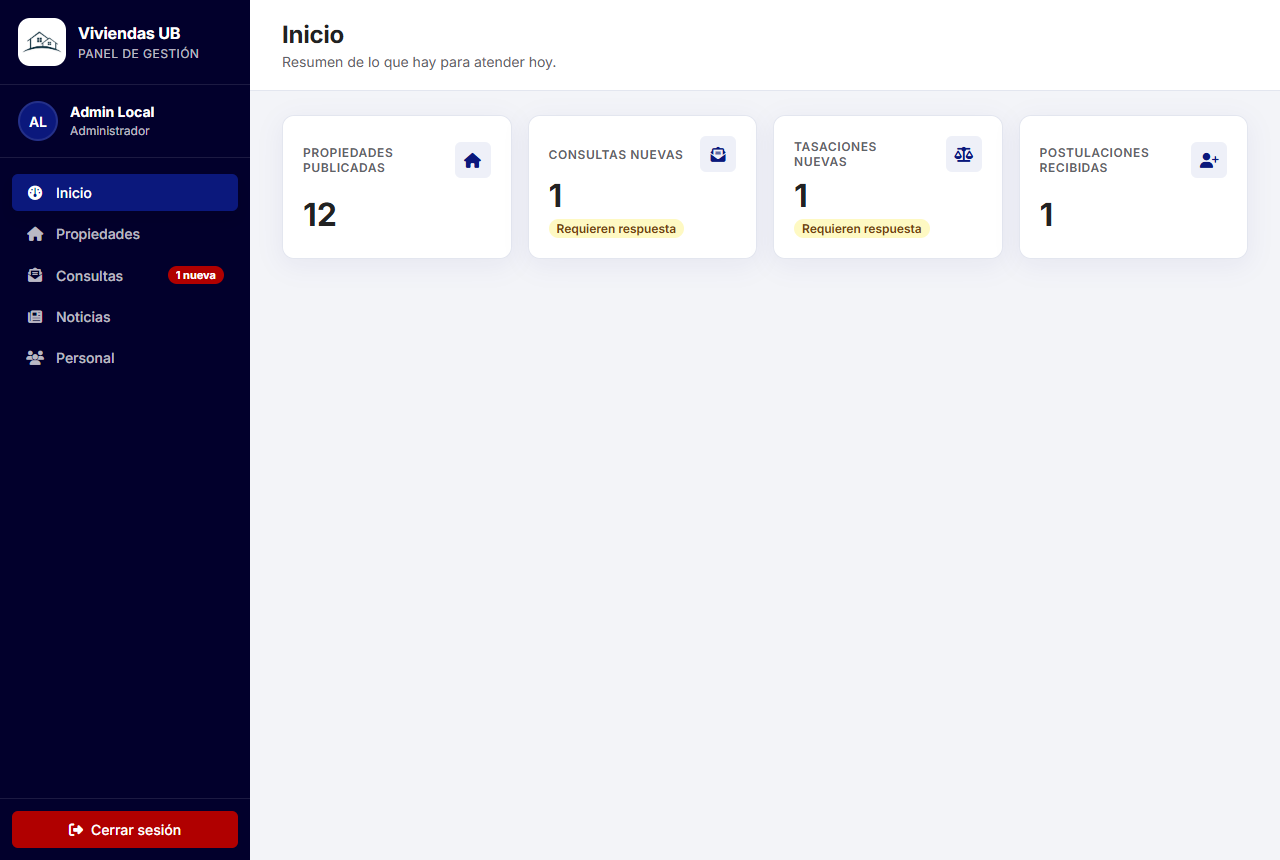 Viviendas UB
PANEL DE GESTIÓN
AL
Admin Local
Administrador
Inicio
Propiedades
Consultas
1 nueva
Noticias
Personal
Cerrar sesión
Inicio
Resumen de lo que hay para atender hoy.
PROPIEDADES
PUBLICADAS
12
CONSULTAS NUEVAS
1
Requieren respuesta
TASACIONES
NUEVAS
1
Requieren respuesta
POSTULACIONES
RECIBIDAS
1